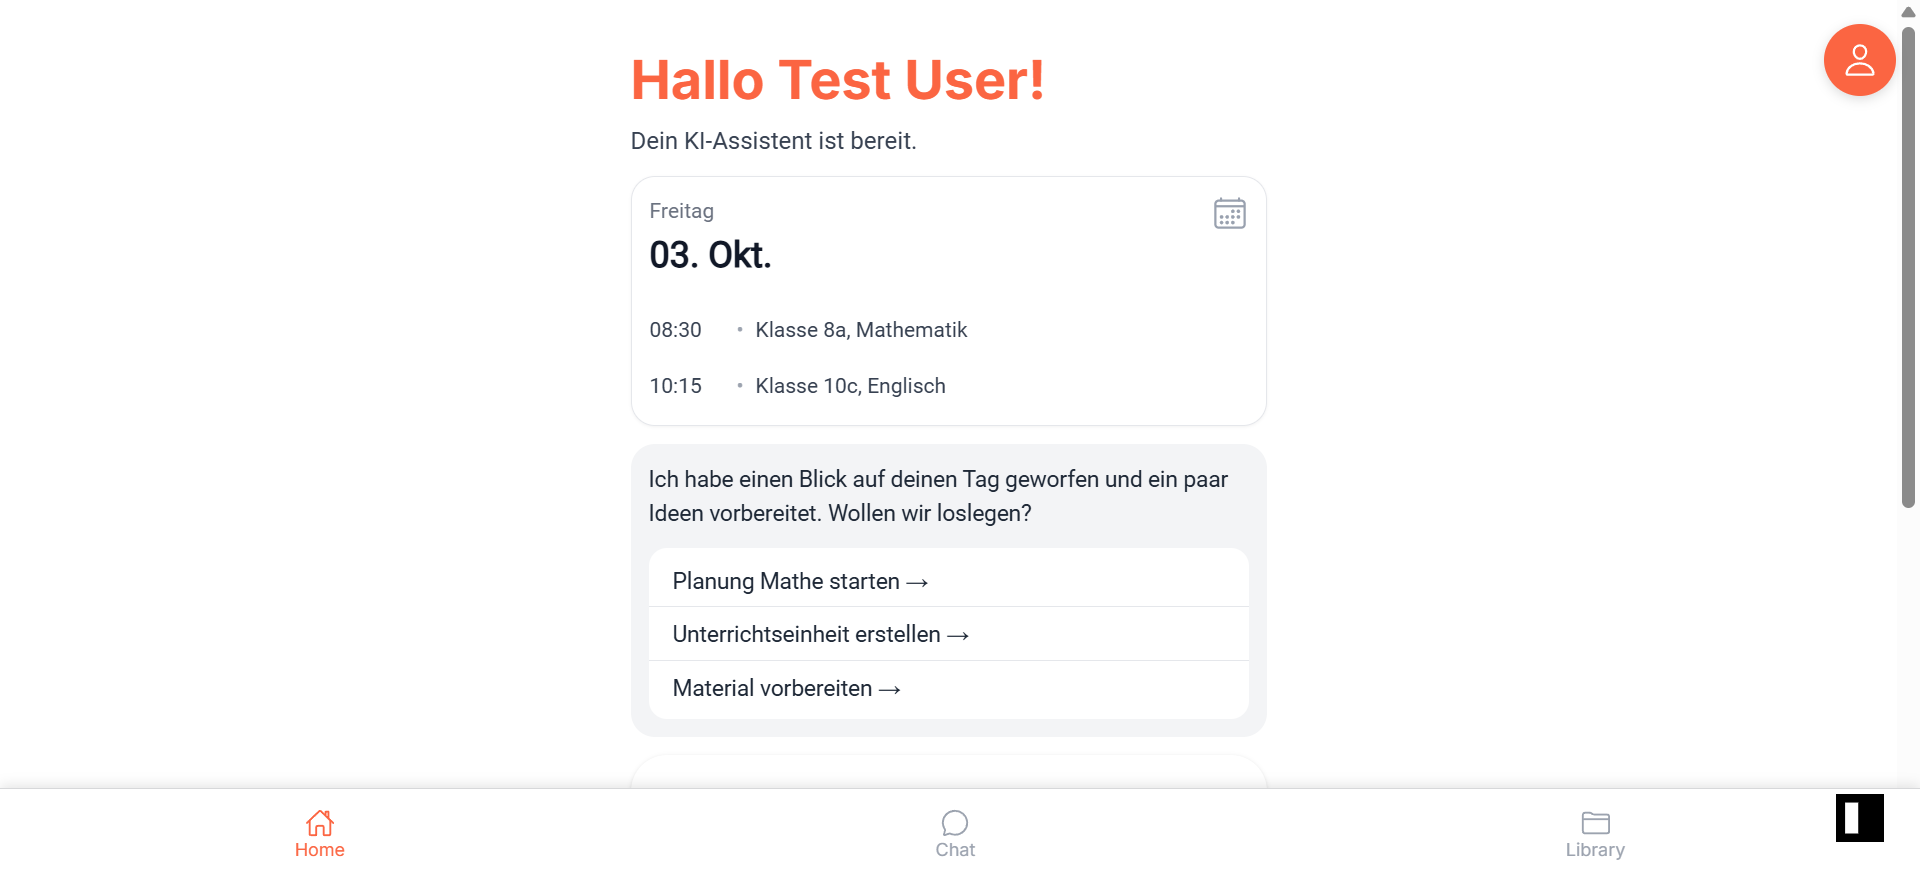 Hallo Test User!
Dein KI-Assistent ist bereit.
Freitag
03. Okt.
08:30 • Klasse 8a, Mathematik
10:15 • Klasse 10c, Englisch
Ich habe einen Blick auf deinen Tag geworfen und ein paar
Ideen vorbereitet. Wollen wir loslegen?
Planung Mathe starten →
Unterrichtseinheit erstellen →
Material vorbereiten →
Home
Chat
Library